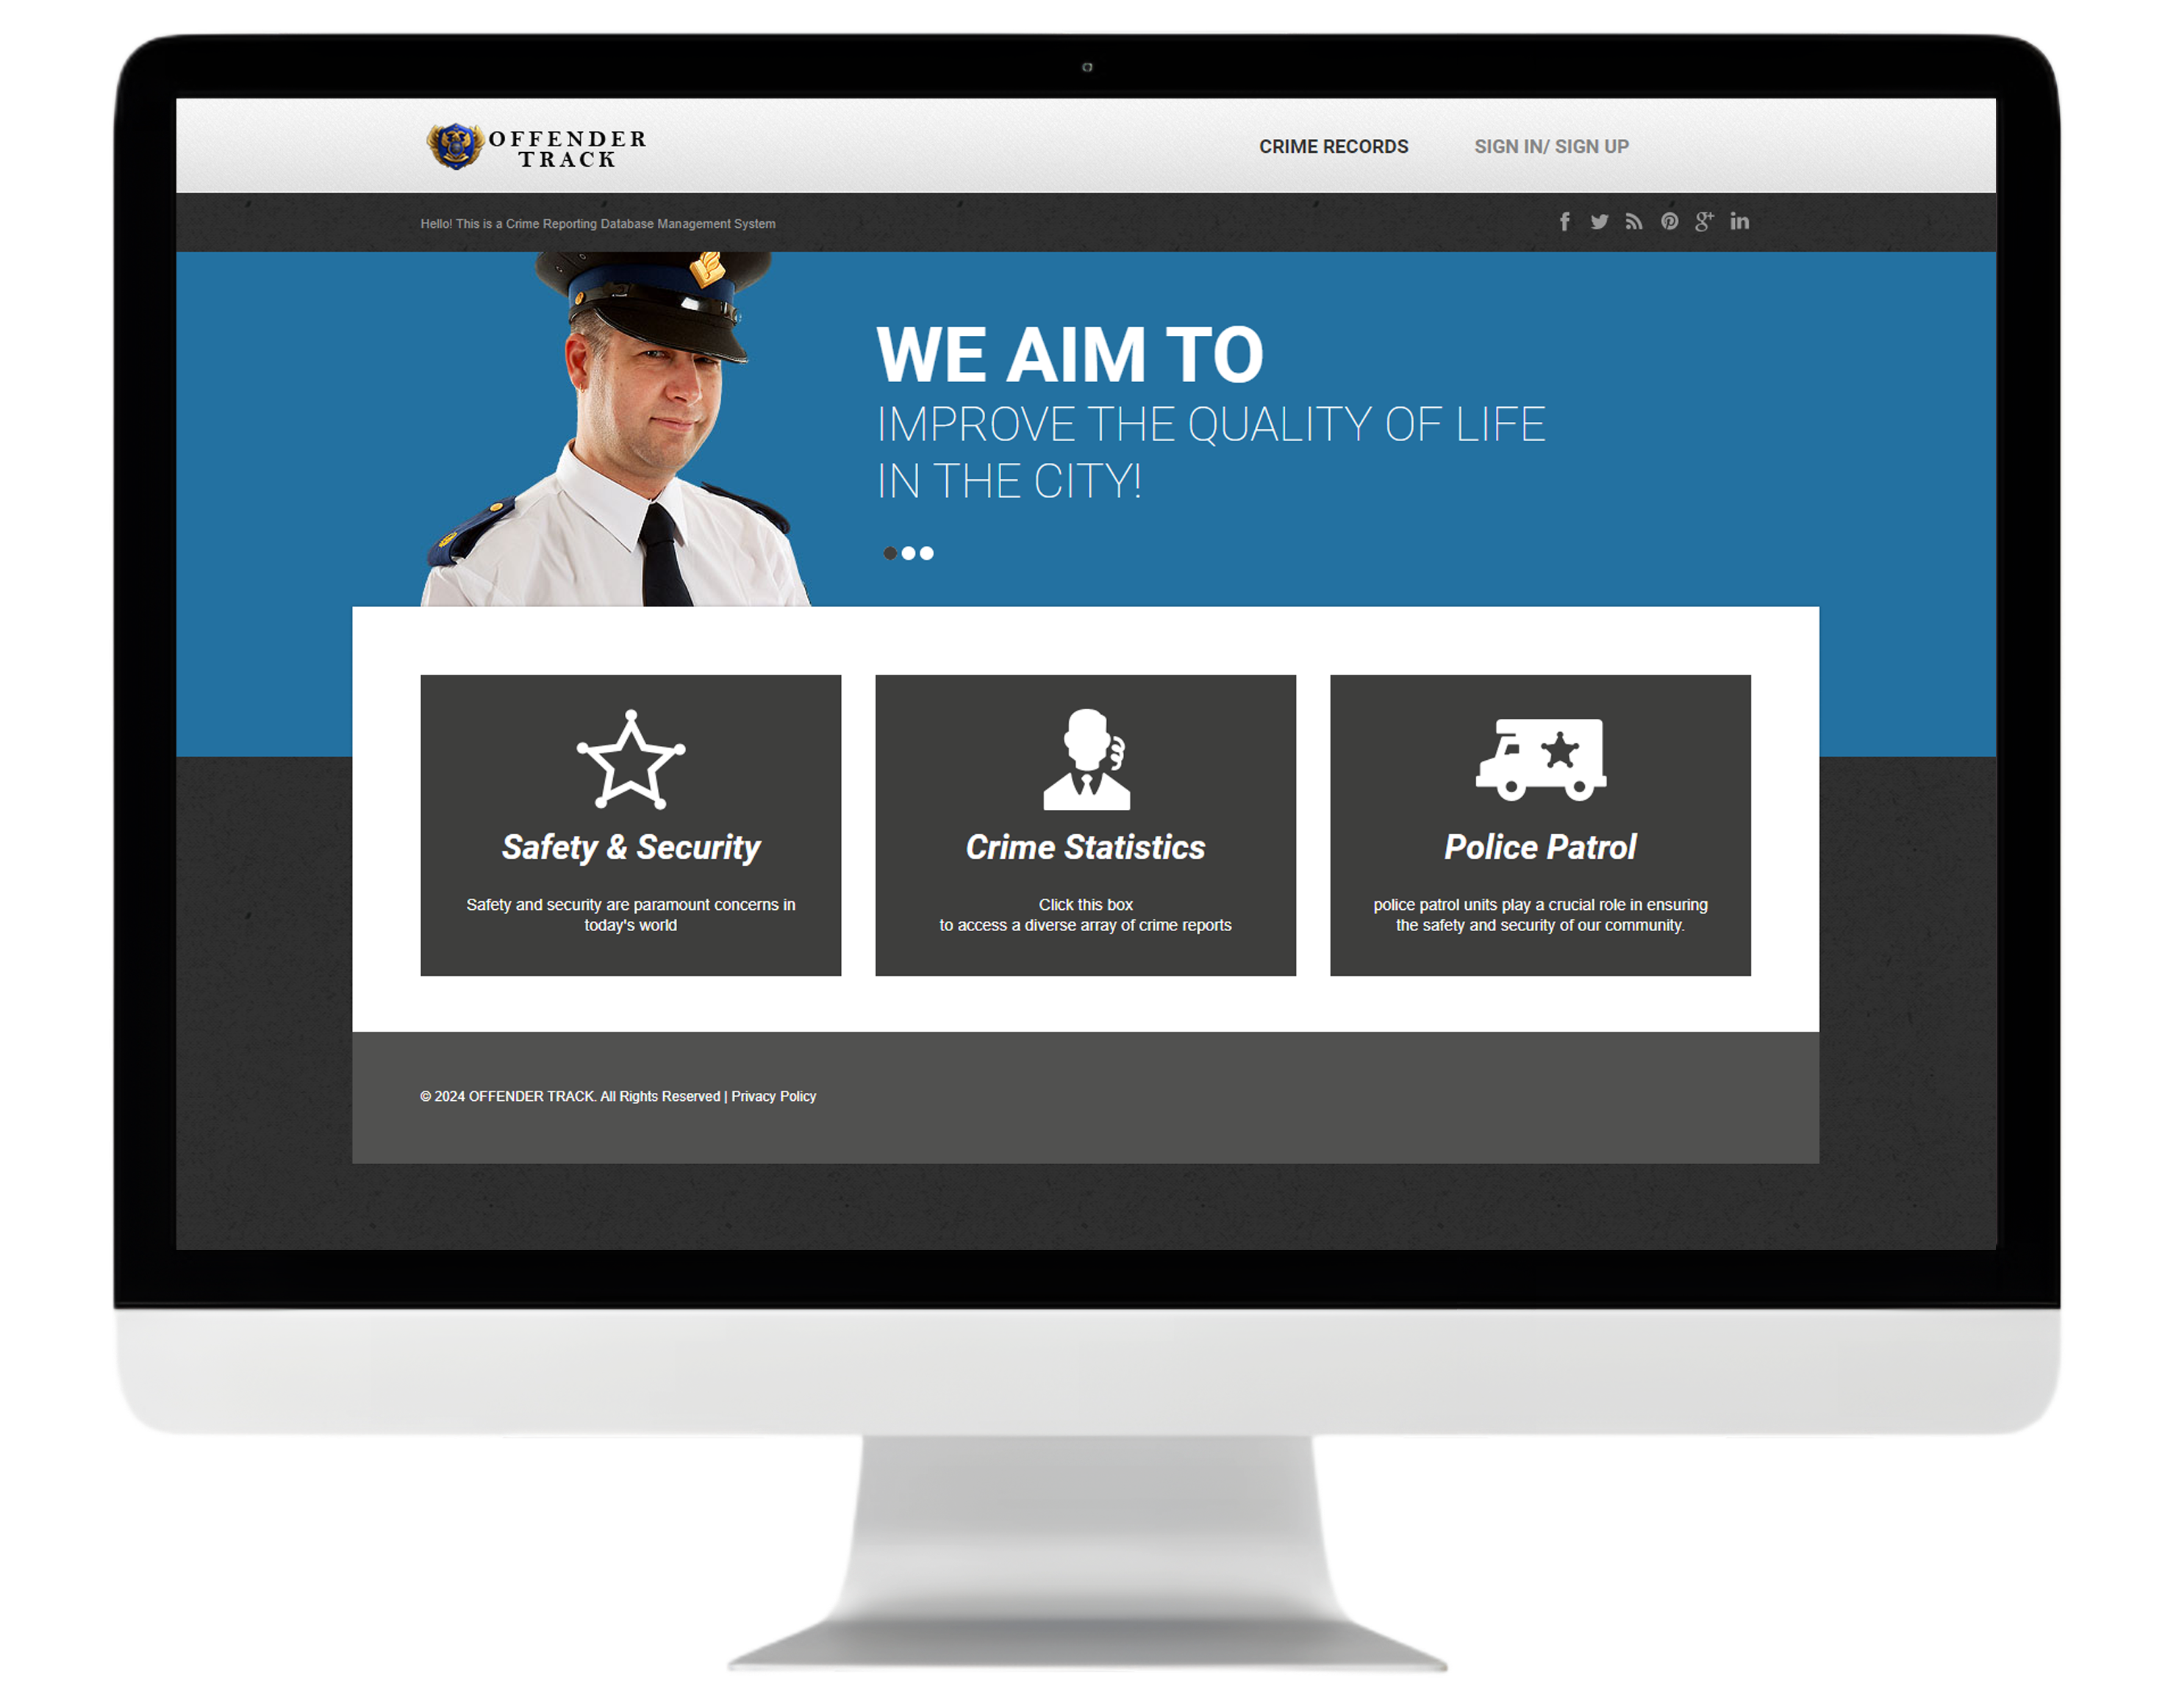 OFFENDER
TRACK
CRIME RECORDS
SIGN IN/ SIGN UP
Hello! This is a Crime Reporting Database Management System
WE AIM TO
IMPROVE THE QUALITY OF LIFE
IN THE CITY!
Safety & Security
Safety and security are paramount concerns in
today's world
Crime Statistics
Click this box
to access a diverse array of crime reports
Police Patrol
police patrol units play a crucial role in ensuring
the safety and security of our community.
© 2024 OFFENDER TRACK. All Rights Reserved | Privacy Policy